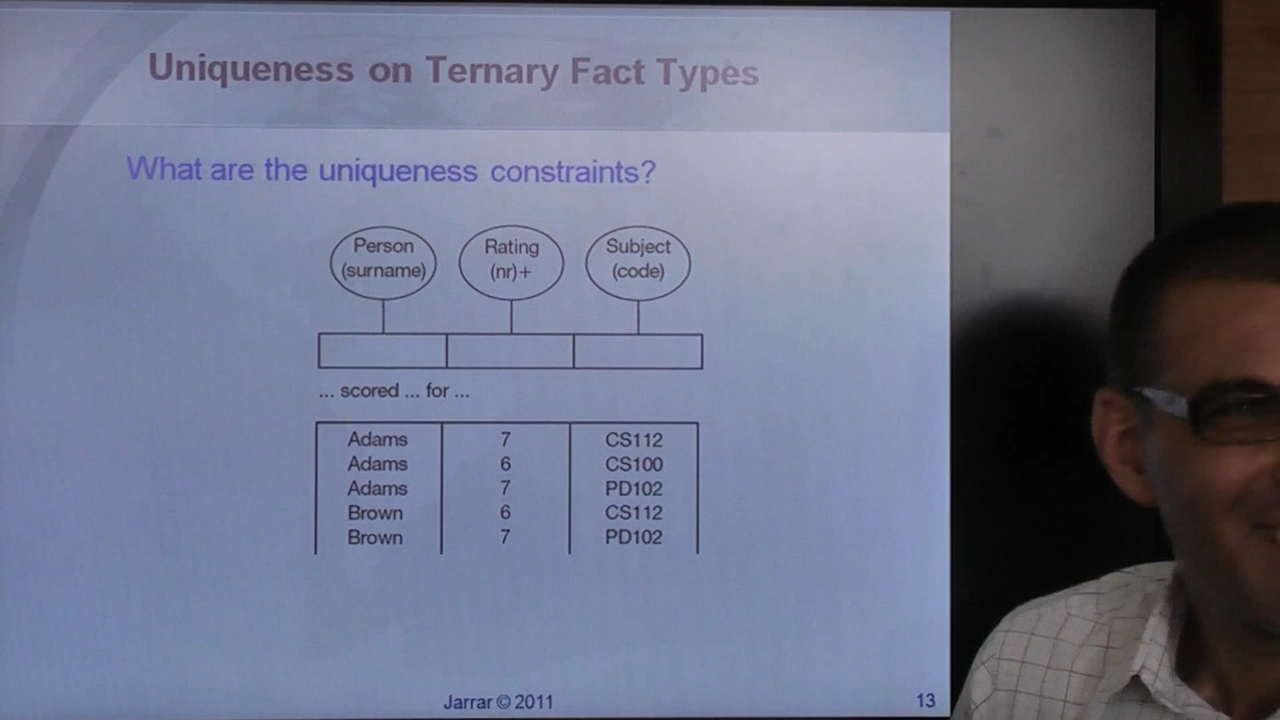 Uniqueness on Ternary Fact Types
What are the uniqueness constraints?
Person (surname)
Rating (nr)+
Subject (code)
... scored ... for ...
Adams 7 CS112
Adams 6 CS100
Adams 7 PD102
Brown 6 CS112
Brown 7 PD102
Jarrar © 2011
13